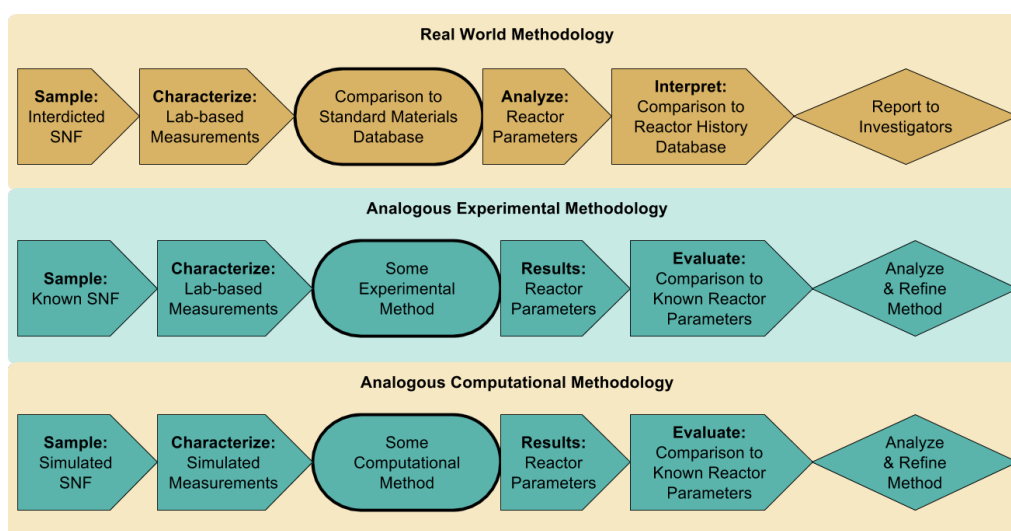 Real World Methodology
Sample:
Interdicted
SNF
Characterize:
Lab-based
Measurements
Comparison to
Standard Materials
Database
Analyze:
Reactor
Parameters
Interpret:
Comparison to
Reactor History
Database
Report to
Investigators
Analogous Experimental Methodology
Sample:
Known SNF
Characterize:
Lab-based
Measurements
Some
Experimental
Method
Results:
Reactor
Parameters
Evaluate:
Comparison to
Known Reactor
Parameters
Analyze
& Refine
Method
Analogous Computational Methodology
Sample:
Simulated
SNF
Characterize:
Simulated
Measurements
Some
Computational
Method
Results:
Reactor
Parameters
Evaluate:
Comparison to
Known Reactor
Parameters
Analyze
& Refine
Method